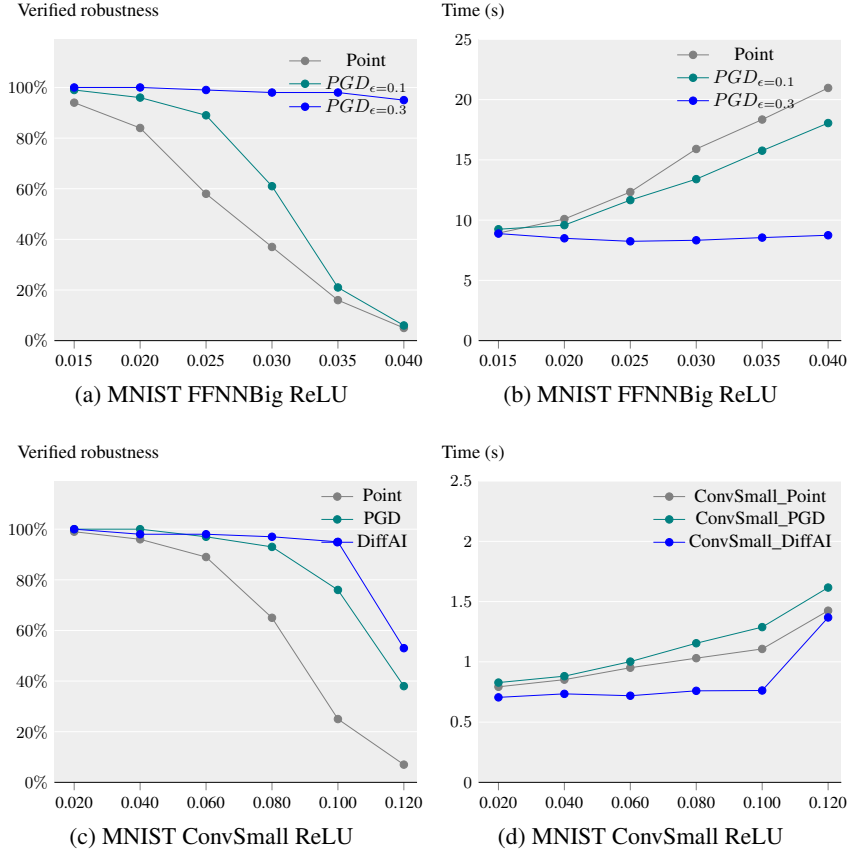 Verified robustness
Time (s)
Point
PGD_{ϵ=0.1}
PGD_{ϵ=0.3}
100%
80%
60%
40%
20%
0%
0.015 0.020 0.025 0.030 0.035 0.040
(a) MNIST FFNNBig ReLU
Point
PGD_{ϵ=0.1}
PGD_{ϵ=0.3}
25
20
15
10
5
0
0.015 0.020 0.025 0.030 0.035 0.040
(b) MNIST FFNNBig ReLU
Verified robustness
Time (s)
Point
PGD
DiffAI
100%
80%
60%
40%
20%
0%
0.020 0.040 0.060 0.080 0.100 0.120
(c) MNIST ConvSmall ReLU
ConvSmall_Point
ConvSmall_PGD
ConvSmall_DiffAI
2.5
2
1.5
1
0.5
0
0.020 0.040 0.060 0.080 0.100 0.120
(d) MNIST ConvSmall ReLU